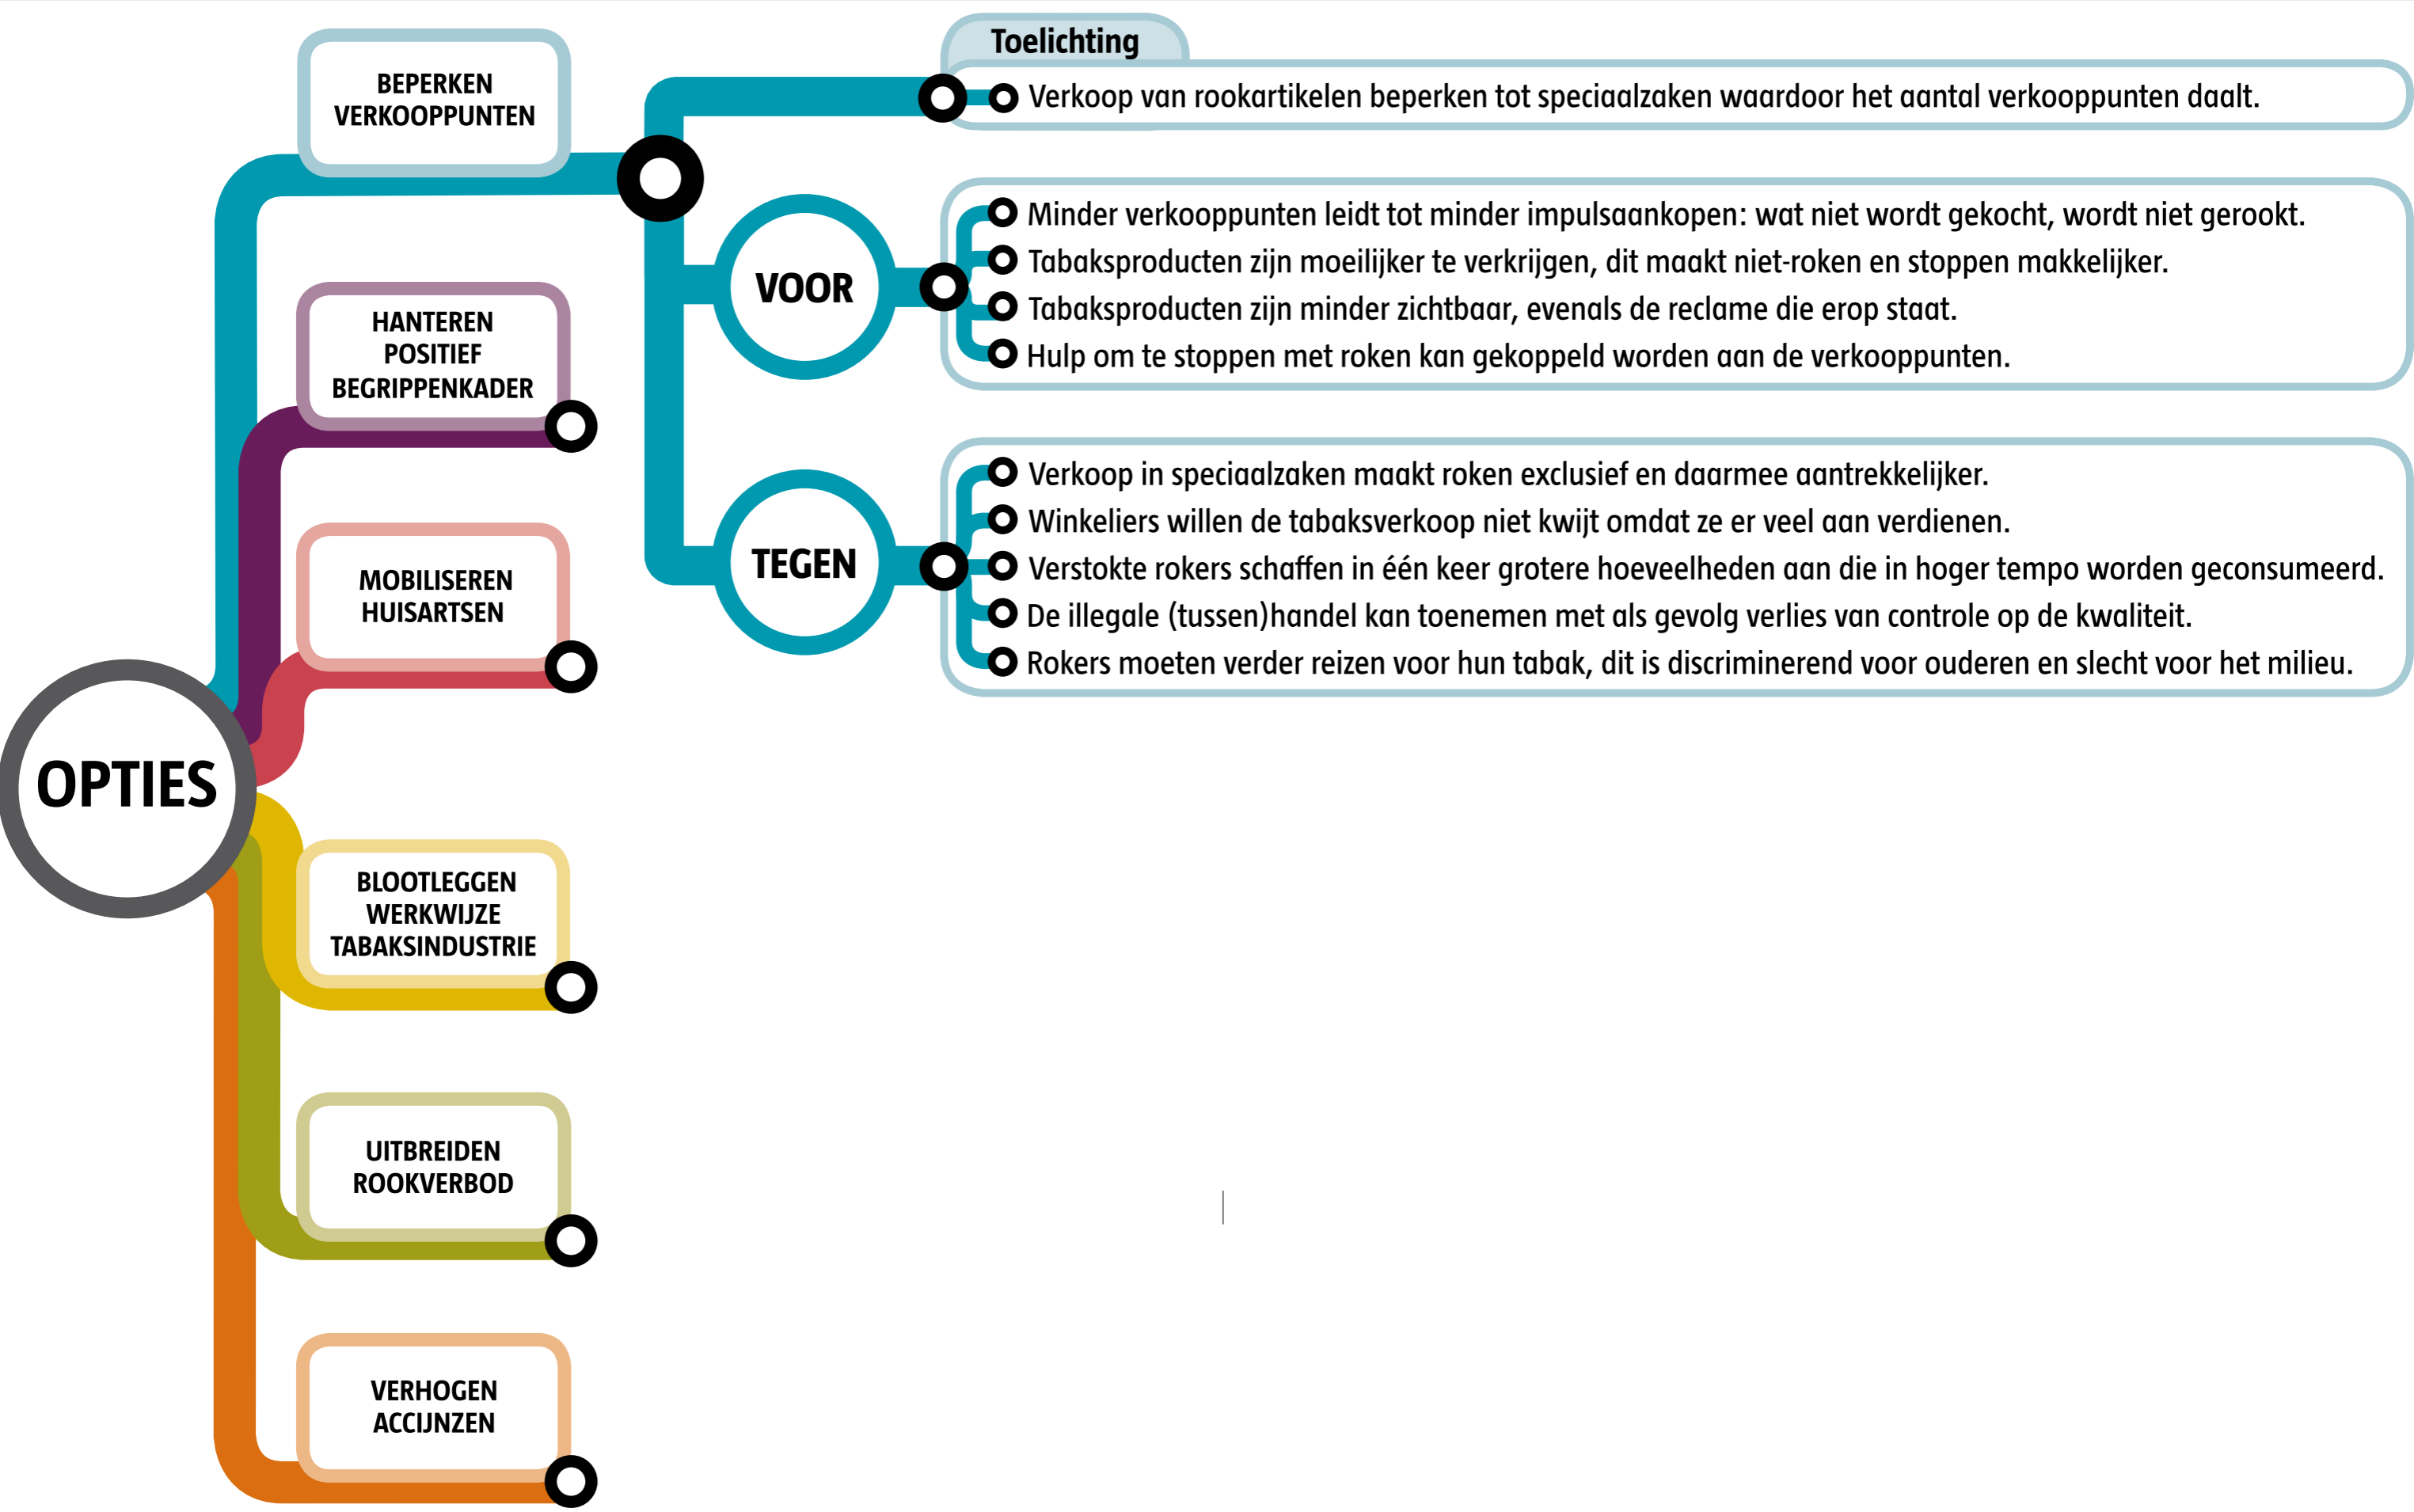 BEPERKEN
VERKOOPPUNTEN
Toelichting
Verkoop van rookartikelen beperken tot speciaalzaken waardoor het aantal verkooppunten daalt.
VOOR
Minder verkooppunten leidt tot minder impulsaankopen: wat niet wordt gekocht, wordt niet gerookt.
Tabaksproducten zijn moeilijker te verkrijgen, dit maakt niet-roken en stoppen makkelijker.
Tabaksproducten zijn minder zichtbaar, evenals de reclame die erop staat.
Hulp om te stoppen met roken kan gekoppeld worden aan de verkooppunten.
TEGEN
Verkoop in speciaalzaken maakt roken exclusief en daarmee aantrekkelijker.
Winkeliers willen de tabaksverkoop niet kwijt omdat ze er veel aan verdienen.
Verstokte rokers schaffen in één keer grotere hoeveelheden aan die in hoger tempo worden geconsumeerd.
De illegale (tussen)handel kan toenemen met als gevolg verlies van controle op de kwaliteit.
Rokers moeten verder reizen voor hun tabak, dit is discriminerend voor ouderen en slecht voor het milieu.
HANTEREN
POSITIEF
BEGRIPPENKADER
MOBILISEREN
HUISARTSEN
OPTIES
BLOOTLEGGEN
WERKWIJZE
TABAKSINDUSTRIE
UITBREIDEN
ROOKVERBOD
VERHOGEN
ACCIJNZEN